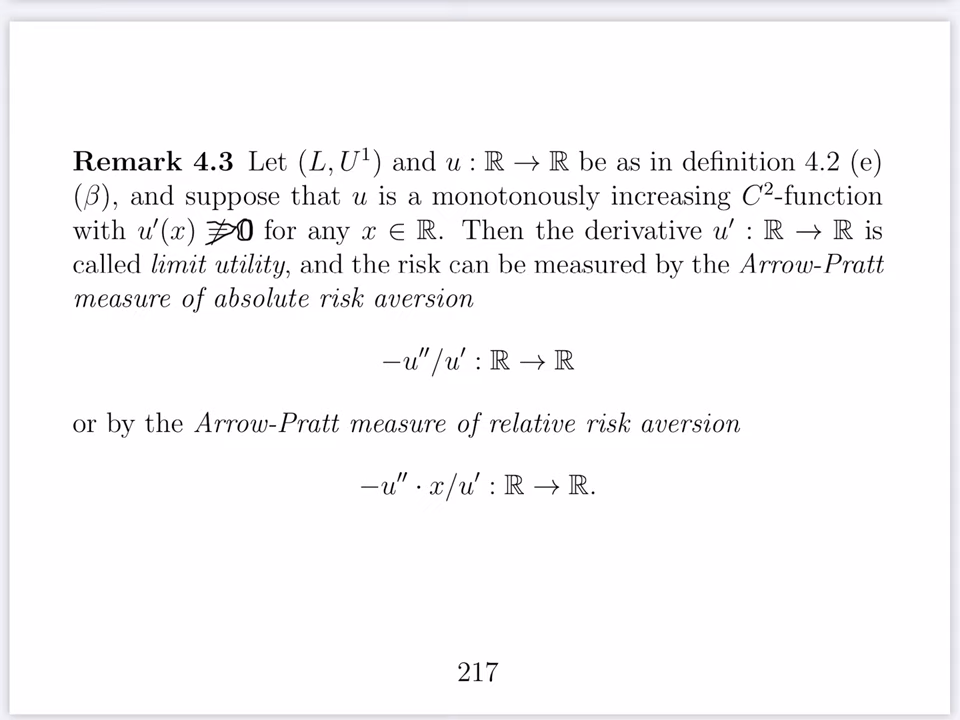 Remark 4.3 Let (L, U¹) and u : ℝ → ℝ be as in definition 4.2 (e)
(β), and suppose that u is a monotonously increasing C²-function
with u′(x) 0 for any x ∈ ℝ. Then the derivative u′ : ℝ → ℝ is
called limit utility, and the risk can be measured by the Arrow-Pratt
measure of absolute risk aversion
−u″/u′ : ℝ → ℝ
or by the Arrow-Pratt measure of relative risk aversion
−u″ · x/u′ : ℝ → ℝ.
217